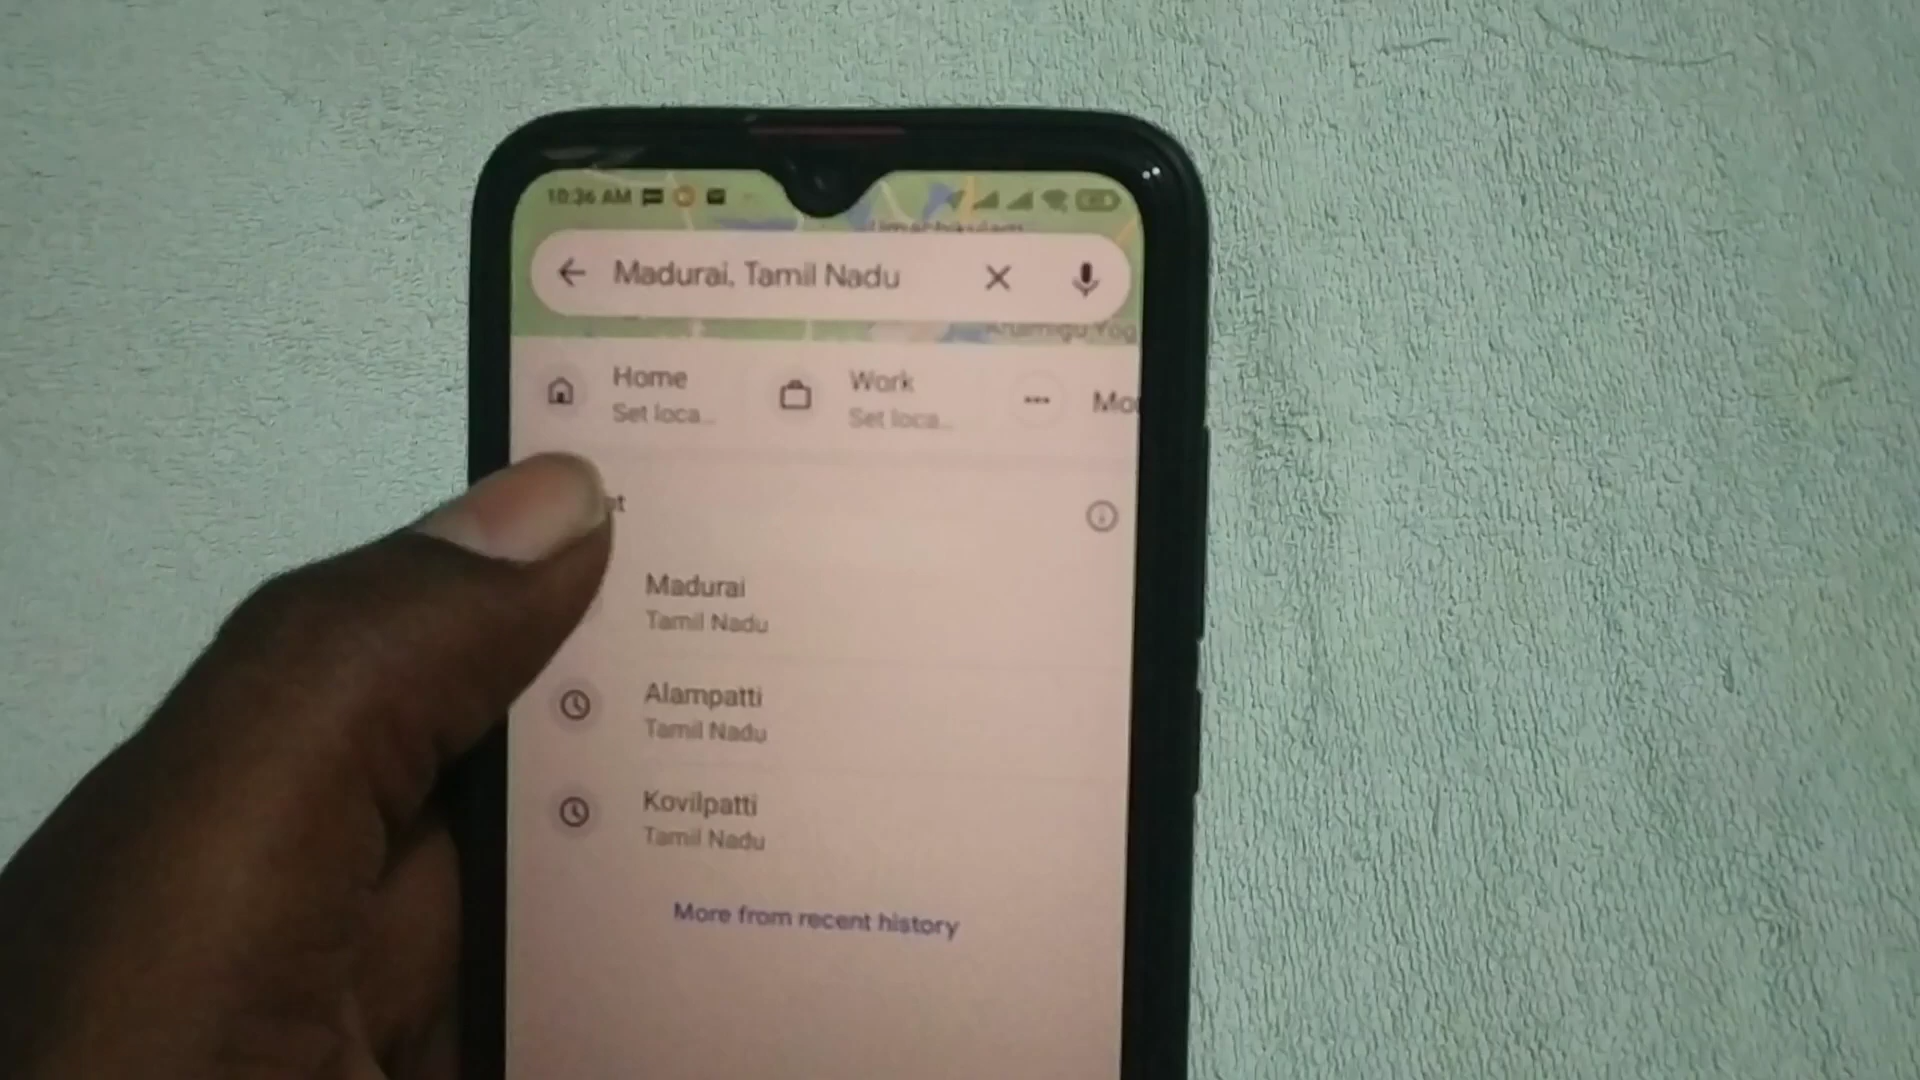 10:36 AM
Madurai, Tamil Nadu
Home
Work
Set loca...
Set loca...
Madurai
Tamil Nadu
Alampatti
Tamil Nadu
Kovilpatti
Tamil Nadu
More from recent history